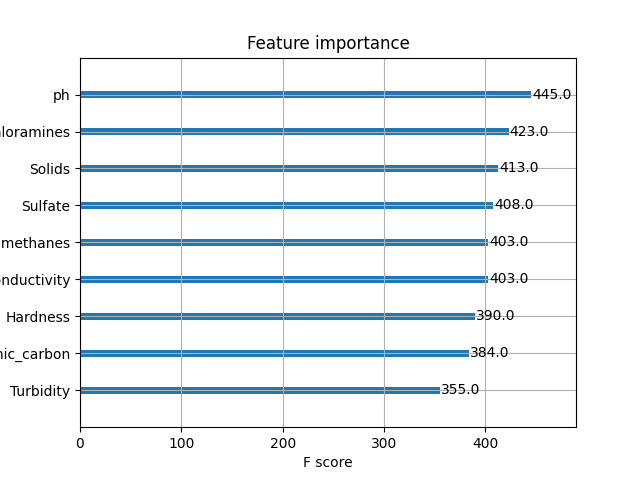 Feature importance
ph
445.0
loramines
423.0
Solids
413.0
Sulfate
408.0
methanes
403.0
nductivity
403.0
Hardness
390.0
nic_carbon
384.0
Turbidity
355.0
0 100 200 300 400
F score